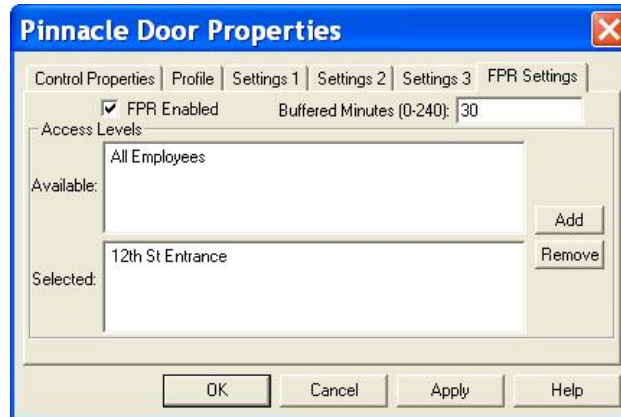 Pinnacle Door Properties
Control Properties Profile Settings 1 Settings 2 Settings 3 FPR Settings
FPR Enabled Buffered Minutes (0-240): 30
Access Levels
All Employees
Available:
Add
12th St Entrance
Remove
Selected:
OK Cancel Apply Help